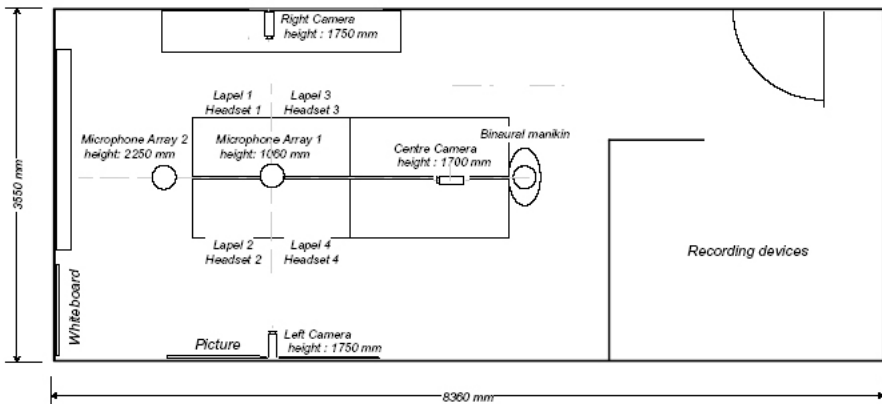 Right Camera
height : 1750 mm
Lapel 1
Headset 1
Lapel 3
Headset 3
Microphone Array 2
height: 2250 mm
Microphone Array 1
height: 1060 mm
Centre Camera
height : 1700 mm
Binaural manikin
3550 mm
Lapel 2
Headset 2
Lapel 4
Headset 4
Recording devices
Whiteboard
Picture
Left Camera
height : 1750 mm
8360 mm